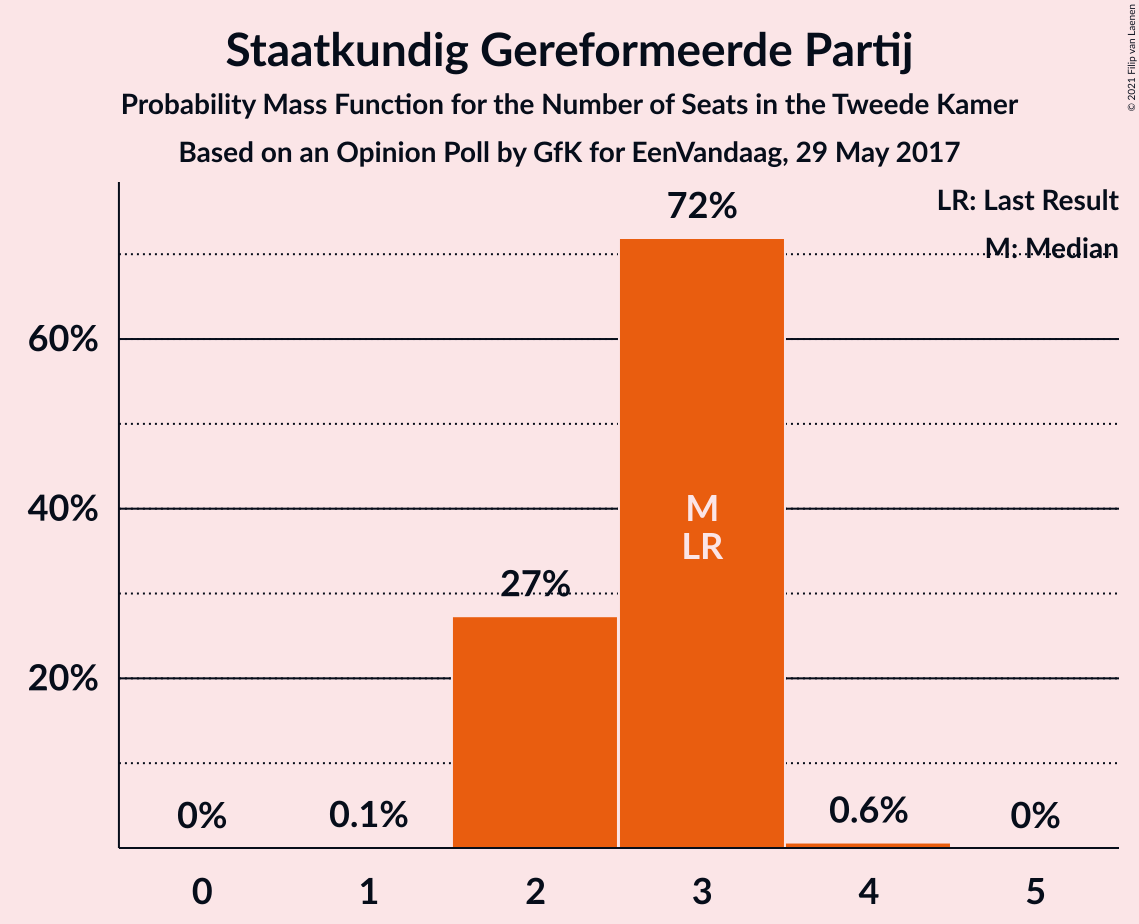 Staatkundig Gereformeerde Partij
Probability Mass Function for the Number of Seats in the Tweede Kamer
Based on an Opinion Poll by GfK for EenVandaag, 29 May 2017
© 2021 Filip van Laenen
LR: Last Result
M: Median
72%
60%
40%
20%
M
LR
27%
0%
0.1%
0.6%
0%
0
1
2
3
4
5